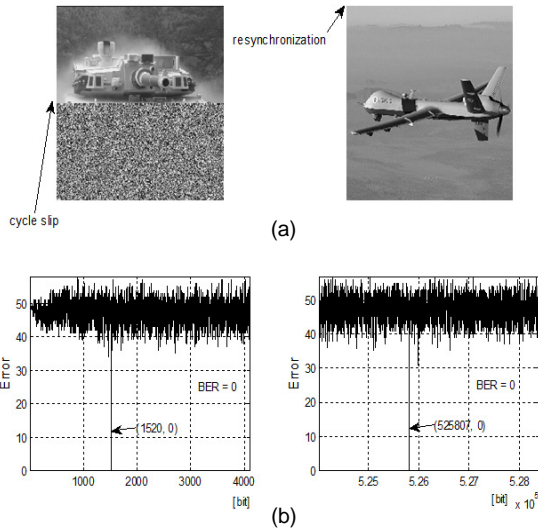 resynchronization
cycle slip
(a)
Error
50
40
30
20
10
0
BER = 0
(1520, 0)
1000 2000 3000 4000
[bit]
Error
50
40
30
20
10
0
BER = 0
(525807, 0)
5.25 5.26 5.27 5.28
[bit] x 10
(b)